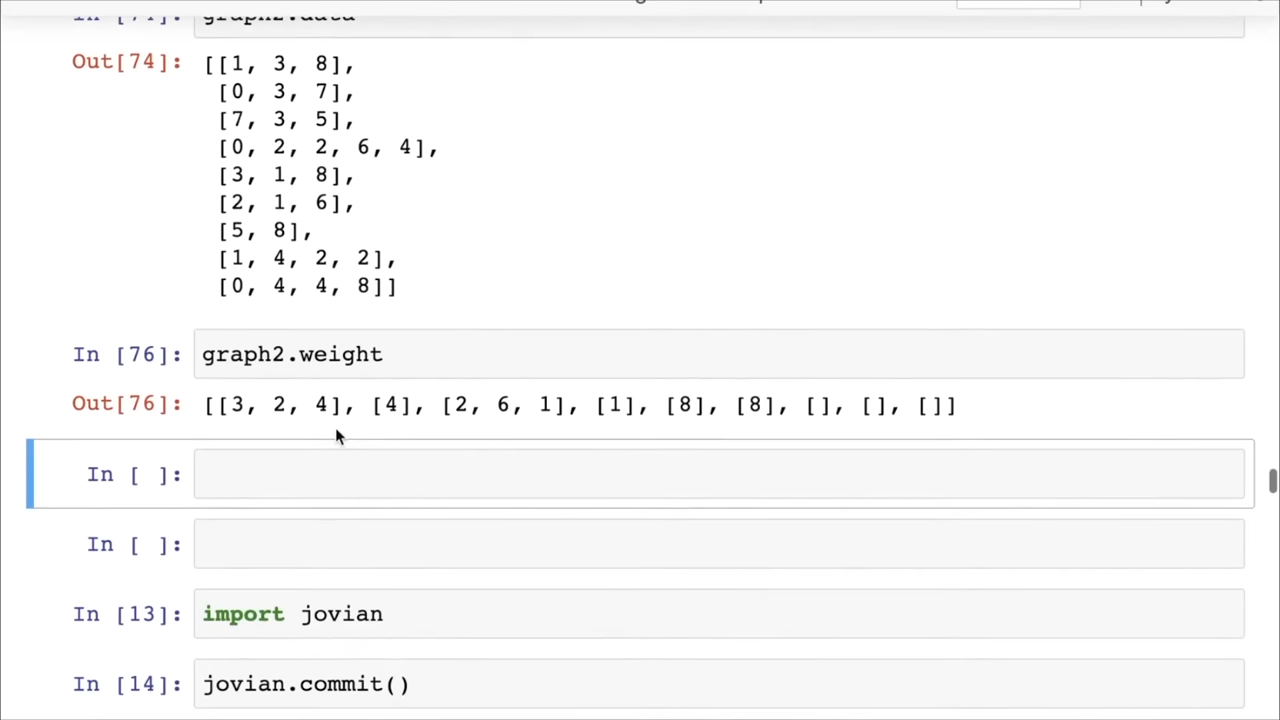 graph2.data
Out[74]: [[1, 3, 8],
[0, 3, 7],
[7, 3, 5],
[0, 2, 2, 6, 4],
[3, 1, 8],
[2, 1, 6],
[5, 8],
[1, 4, 2, 2],
[0, 4, 4, 8]]
In [76]: graph2.weight
Out[76]: [[3, 2, 4], [4], [2, 6, 1], [1], [8], [8], [], [], []]
In [ ]:
In [ ]:
In [13]: import jovian
In [14]: jovian.commit()